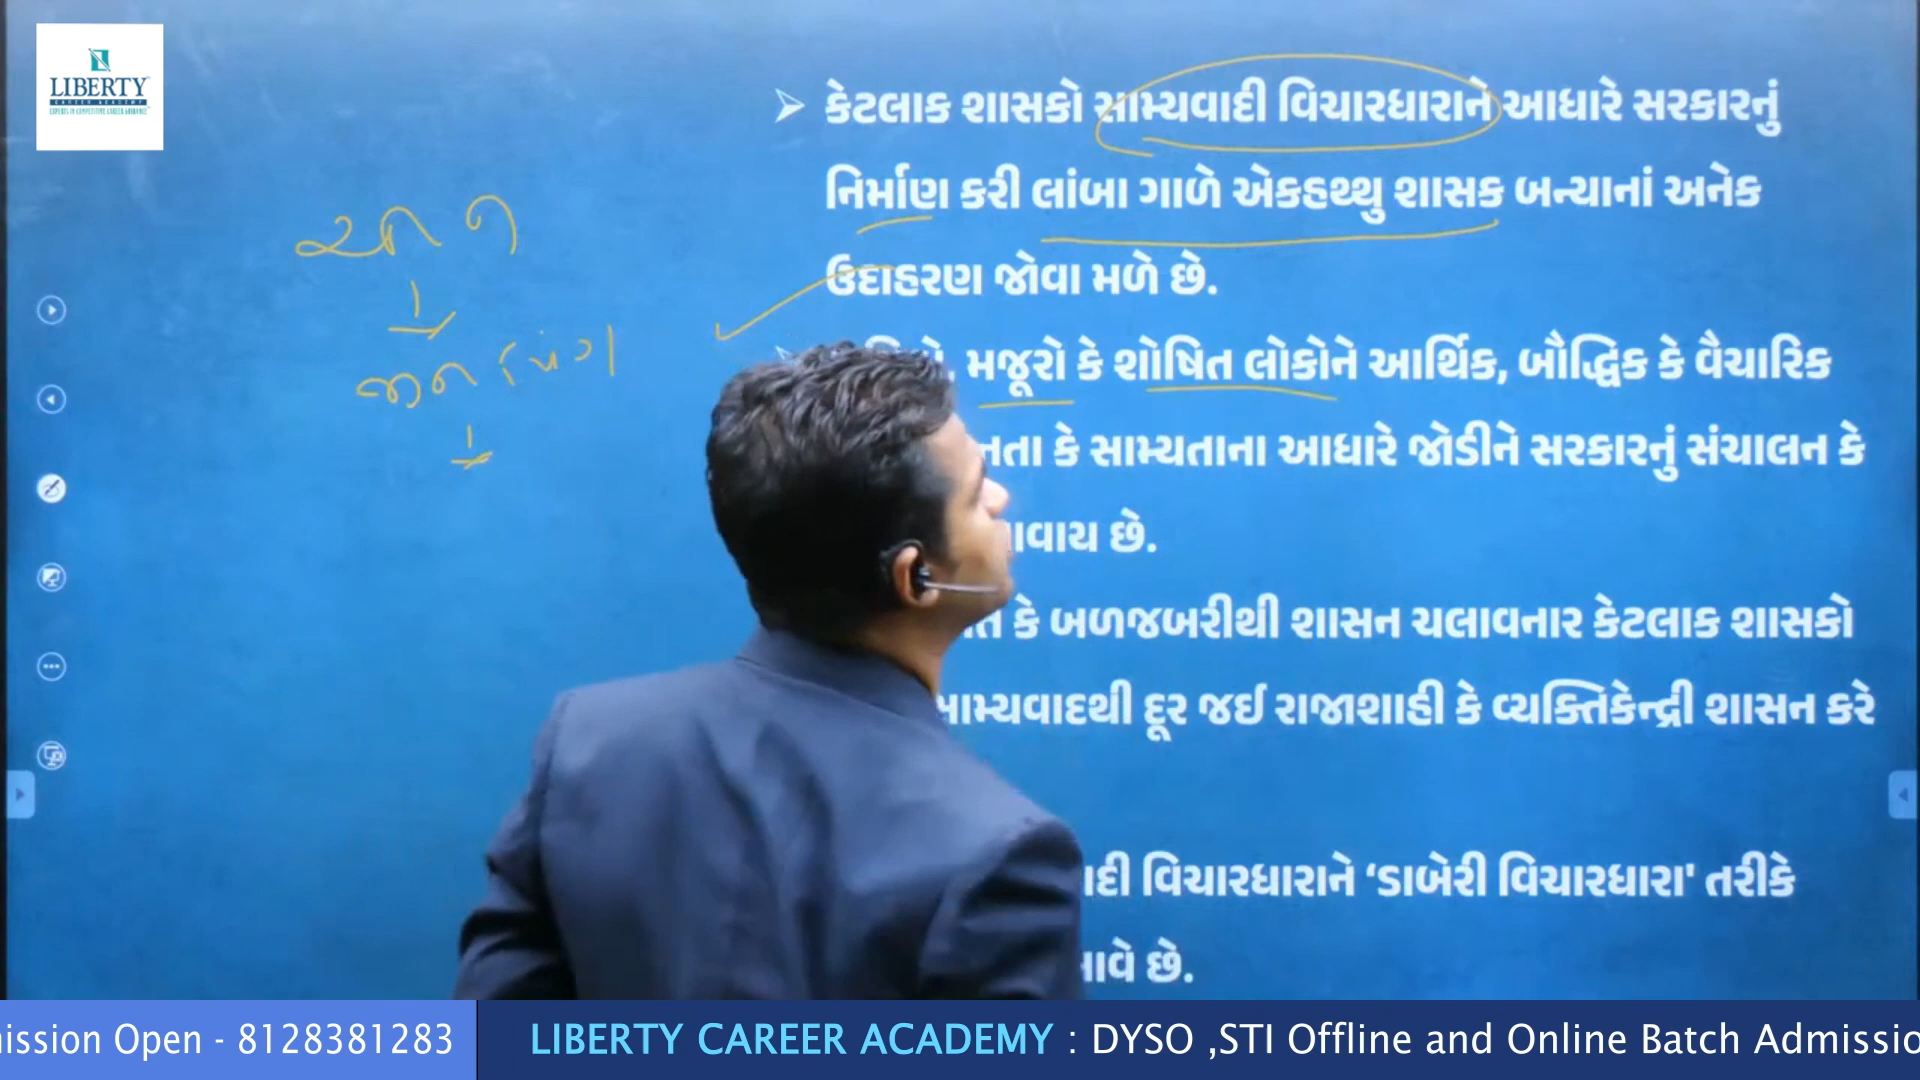 LIBERTY
CAREER ACADEMY
કેટલાક શાસકો સામ્યવાદી વિચારધારાને આધારે સરકારનું
નિર્માણ કરી લાંબા ગાળે એકહથ્થુ શાસક બન્યાનાં અનેક
ઉદાહરણ જોવા મળે છે.
મજૂરો કે શોષિત લોકોને આર્થિક, બૌદ્ધિક કે વૈચારિક
કે સામ્યતાના આધારે જોડીને સરકારનું સંચાલન કે
છે.
કે બળજબરીથી શાસન ચલાવનાર કેટલાક શાસકો
સામ્યવાદથી દૂર જઈ રાજાશાહી કે વ્યક્તિકેન્દ્રી શાસન કરે
વિચારધારાને ‘ડાબેરી વિચારધારા' તરીકે
છે.
ission Open - 8128381283 LIBERTY CAREER ACADEMY : DYSO ,STI Offline and Online Batch Admissio